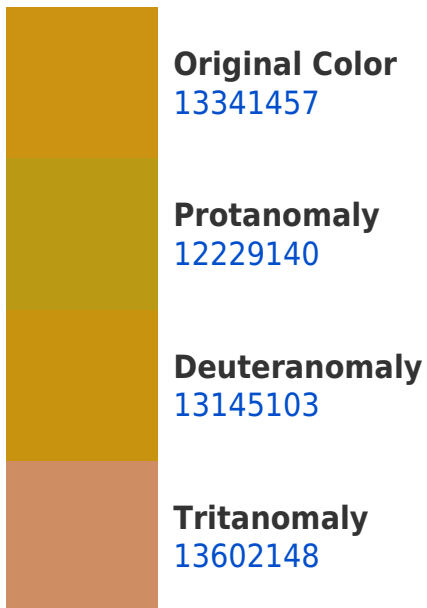 Original Color
13341457
Protanomaly
12229140
Deuteranomaly
13145103
Tritanomaly
13602148